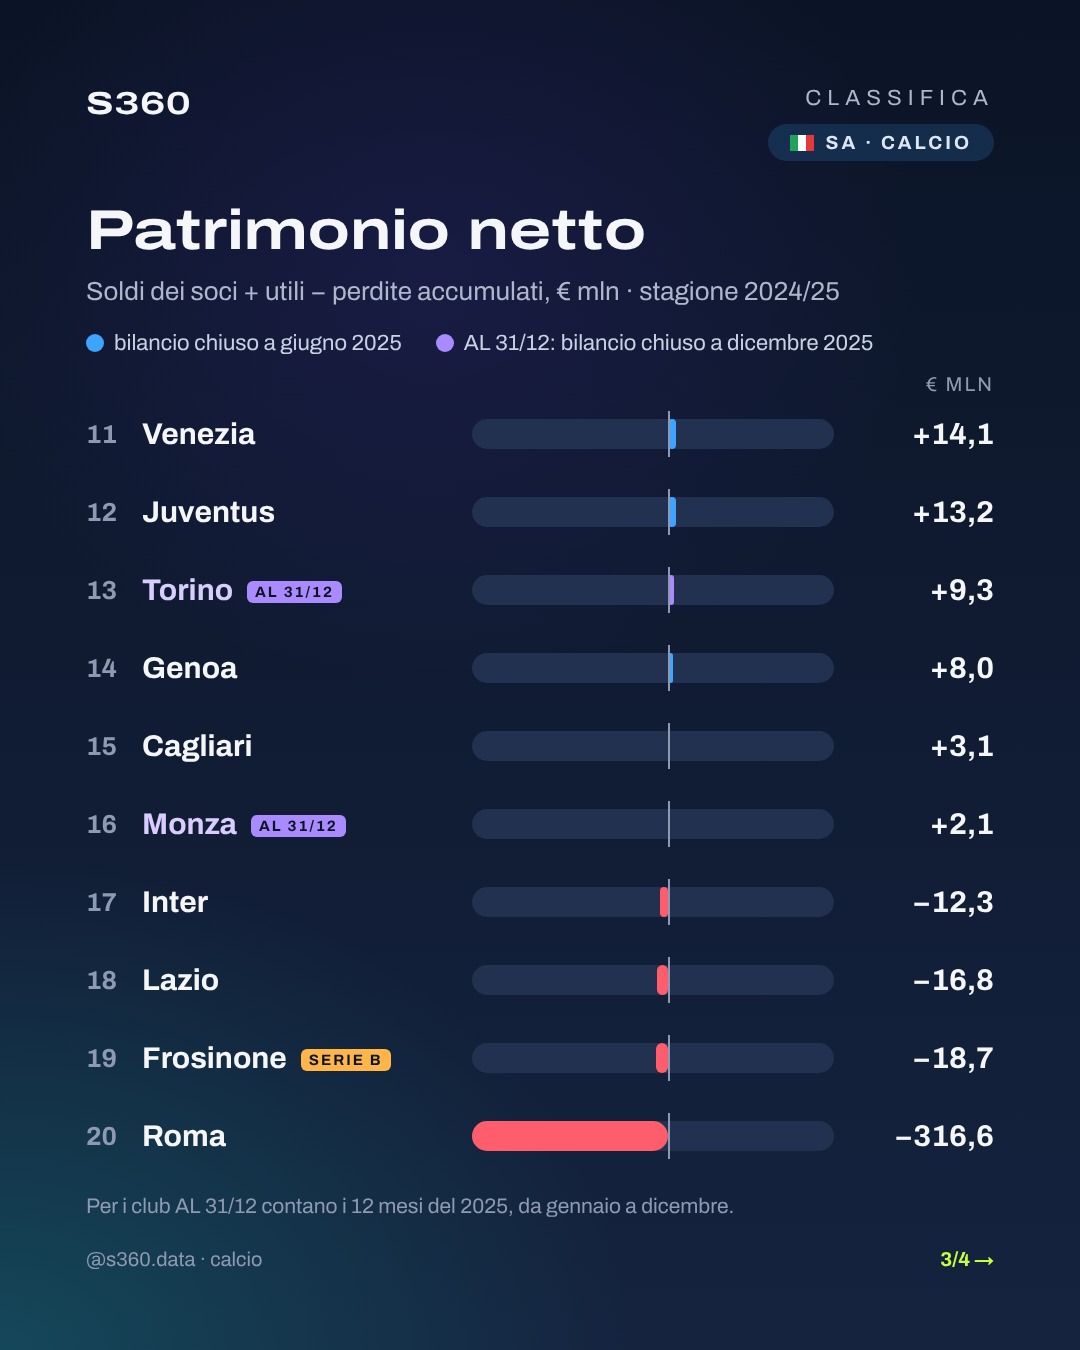 S360
CLASSIFICA
SA · CALCIO
Patrimonio netto
Soldi dei soci + utili – perdite accumulati, € mln · stagione 2024/25
bilancio chiuso a giugno 2025 AL 31/12: bilancio chiuso a dicembre 2025
€ MLN
11 Venezia +14,1
12 Juventus +13,2
13 Torino AL 31/12 +9,3
14 Genoa +8,0
15 Cagliari +3,1
16 Monza AL 31/12 +2,1
17 Inter –12,3
18 Lazio –16,8
19 Frosinone SERIE B –18,7
20 Roma –316,6
Per i club AL 31/12 contano i 12 mesi del 2025, da gennaio a dicembre.
@s360.data · calcio 3/4 →